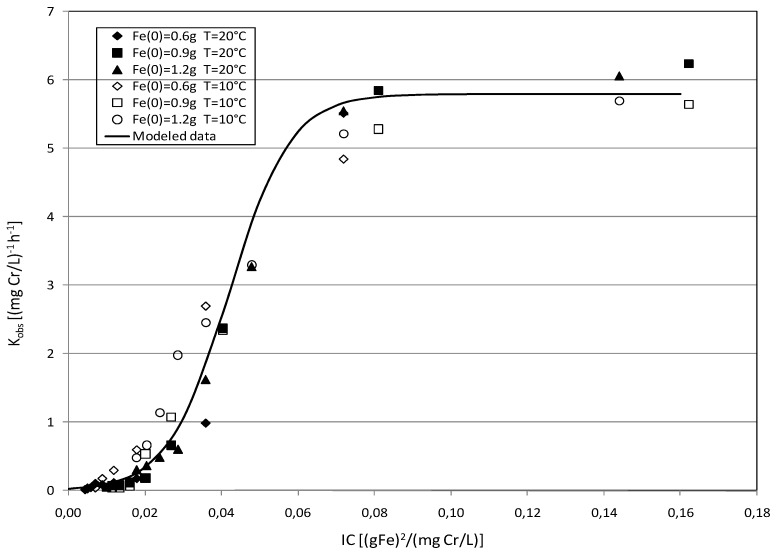 7
6
5
4
3
2
1
0
Kobs [(mg Cr/L)-1h-1]
Fe(0)=0.6g T=20°C
Fe(0)=0.9g T=20°C
Fe(0)=1.2g T=20°C
Fe(0)=0.6g T=10°C
Fe(0)=0.9g T=10°C
Fe(0)=1.2g T=10°C
Modeled data
0,00 0,02 0,04 0,06 0,08 0,10 0,12 0,14 0,16 0,18
IC [(gFe)2/(mg Cr/L)]